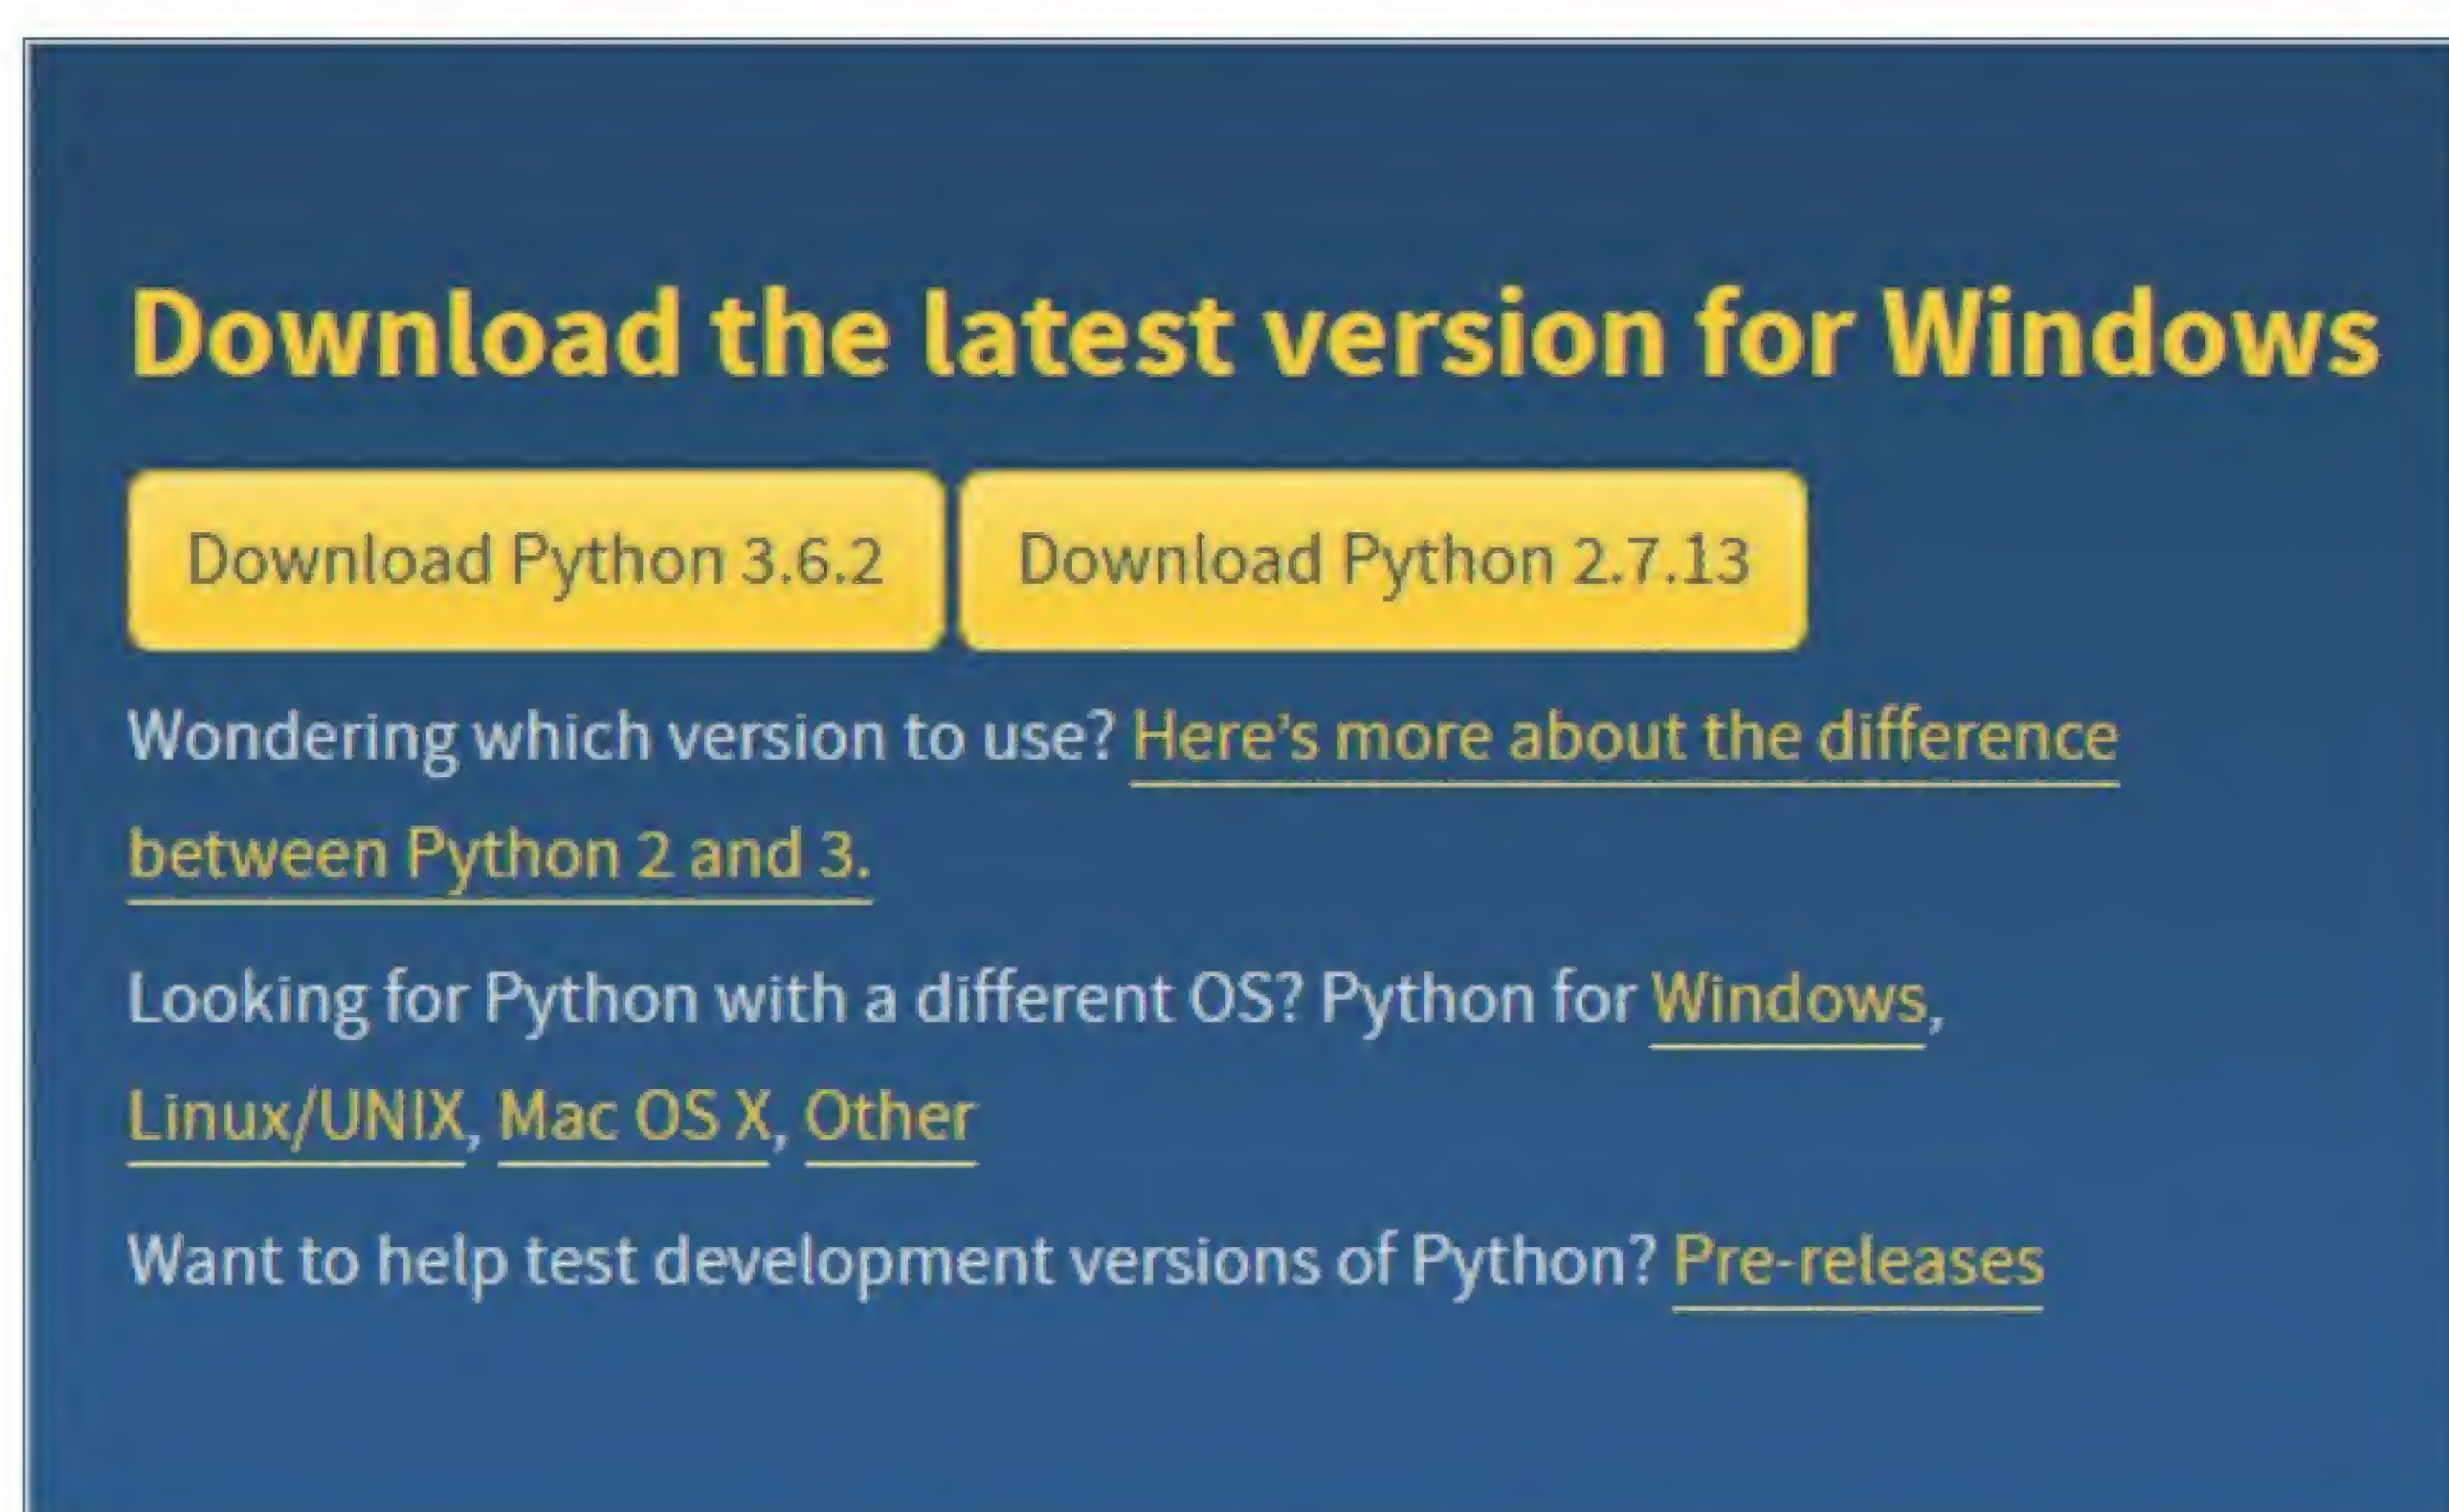 Download the latest version for Windows
Download Python 3.6.2 Download Python 2.7.13
Wondering which version to use? Here's more about the difference
between Python 2 and 3.
Looking for Python with a different OS? Python for Windows,
Linux/UNIX, Mac OS X, Other
Want to help test development versions of Python? Pre-releases